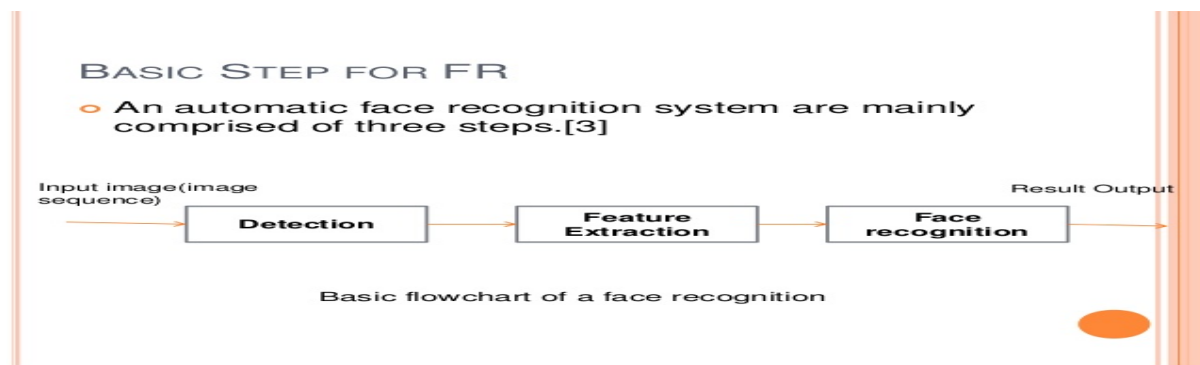 BASIC STEP FOR FR
An automatic face recognition system are mainly
comprised of three steps.[3]
Input image(image
sequence)
Result Output
Detection
Feature
Extraction
Face
recognition
Basic flowchart of a face recognition